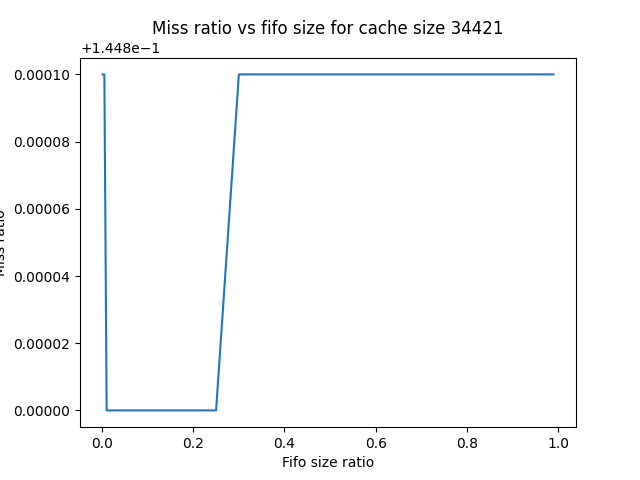 Miss ratio vs fifo size for cache size 34421
+1.448e−1
0.00010
0.00008
0.00006
0.00004
0.00002
0.00000
Miss ratio
0.0 0.2 0.4 0.6 0.8 1.0
Fifo size ratio